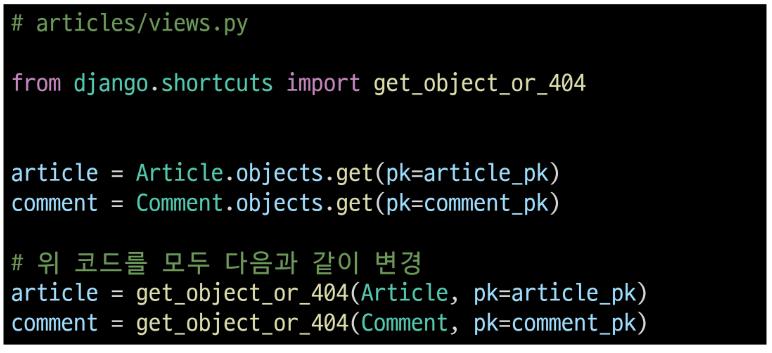 # articles/views.py
from django.shortcuts import get_object_or_404
article = Article.objects.get(pk=article_pk)
comment = Comment.objects.get(pk=comment_pk)
# 위 코드를 모두 다음과 같이 변경
article = get_object_or_404(Article, pk=article_pk)
comment = get_object_or_404(Comment, pk=comment_pk)